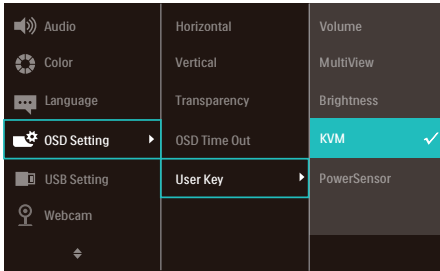 Audio
Color
Language
OSD Setting
USB Setting
Webcam
Horizontal
Vertical
Transparency
OSD Time Out
User Key
Volume
MultiView
Brightness
KVM
PowerSensor